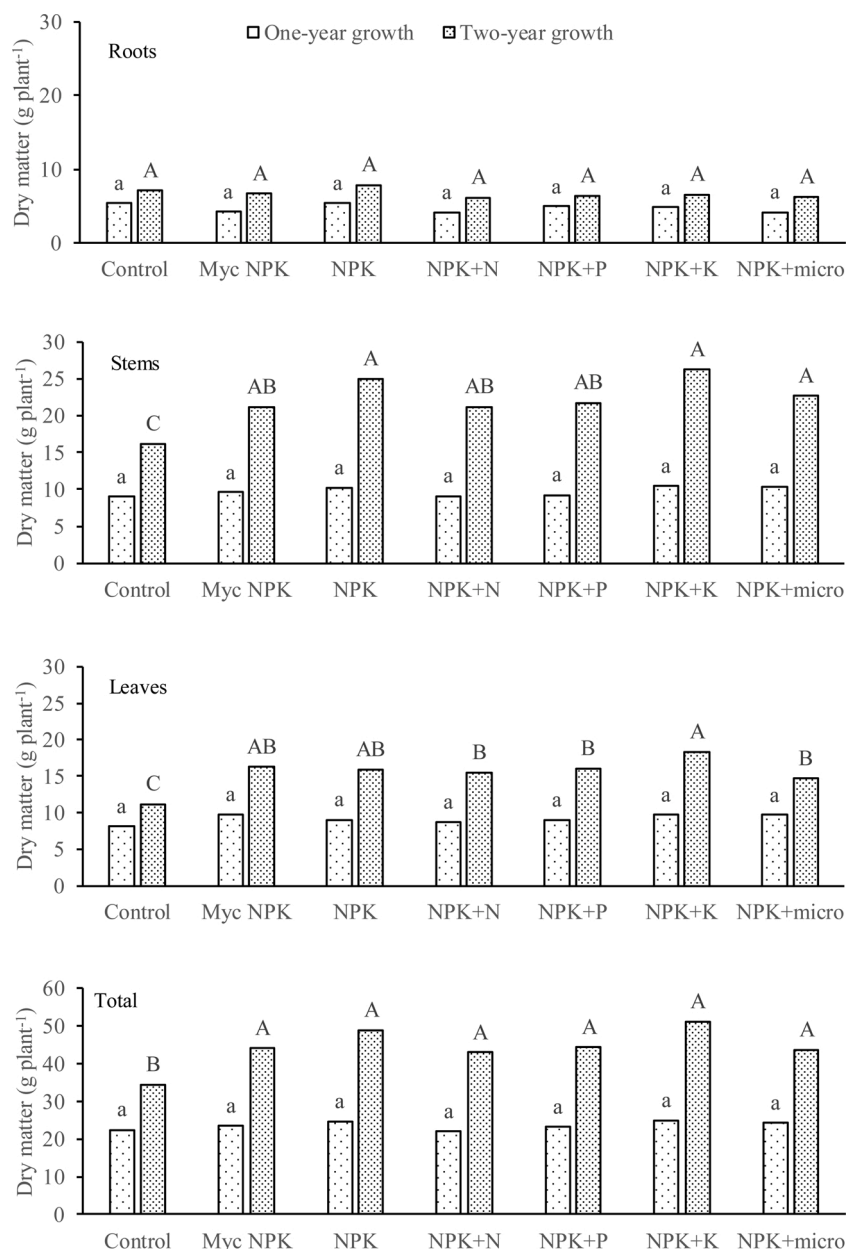 One-year growth Two-year growth
Roots
Dry matter (g plant-1)
30
20
10
0
a A a A a A a A a A a A a A
Control Myc NPK NPK NPK+N NPK+P NPK+K NPK+micro
Stems
Dry matter (g plant-1)
30
25
20
15
10
5
0
a C a AB a A a AB a AB a A a A
Control Myc NPK NPK NPK+N NPK+P NPK+K NPK+micro
Leaves
Dry matter (g plant-1)
30
25
20
15
10
5
0
a C a AB a AB a B a B a A a B
Control Myc NPK NPK NPK+N NPK+P NPK+K NPK+micro
Total
Dry matter (g plant-1)
60
50
40
30
20
10
0
a B a A a A a A a A a A a A
Control Myc NPK NPK NPK+N NPK+P NPK+K NPK+micro